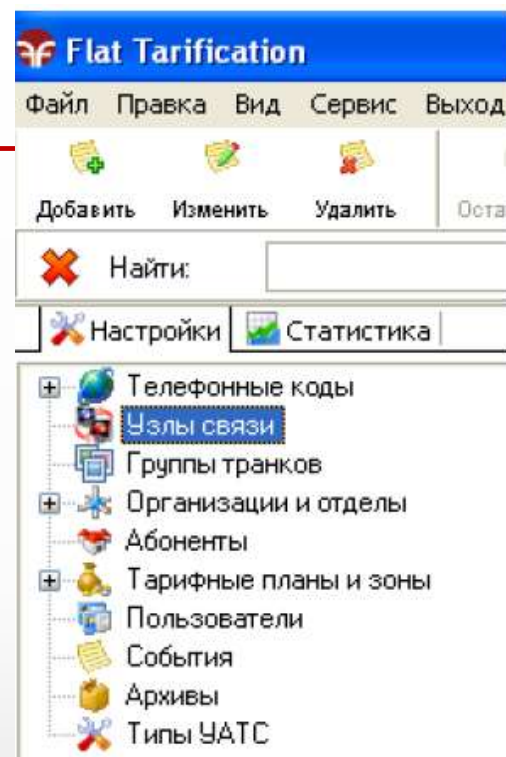 Flat Tarification
Файл Правка Вид Сервис Выход
Добавить Изменить Удалить Оста
Найти:
Настройки Статистика
Телефонные коды
Узлы связи
Группы транков
Организации и отделы
Абоненты
Тарифные планы и зоны
Пользователи
События
Архивы
Типы УАТС